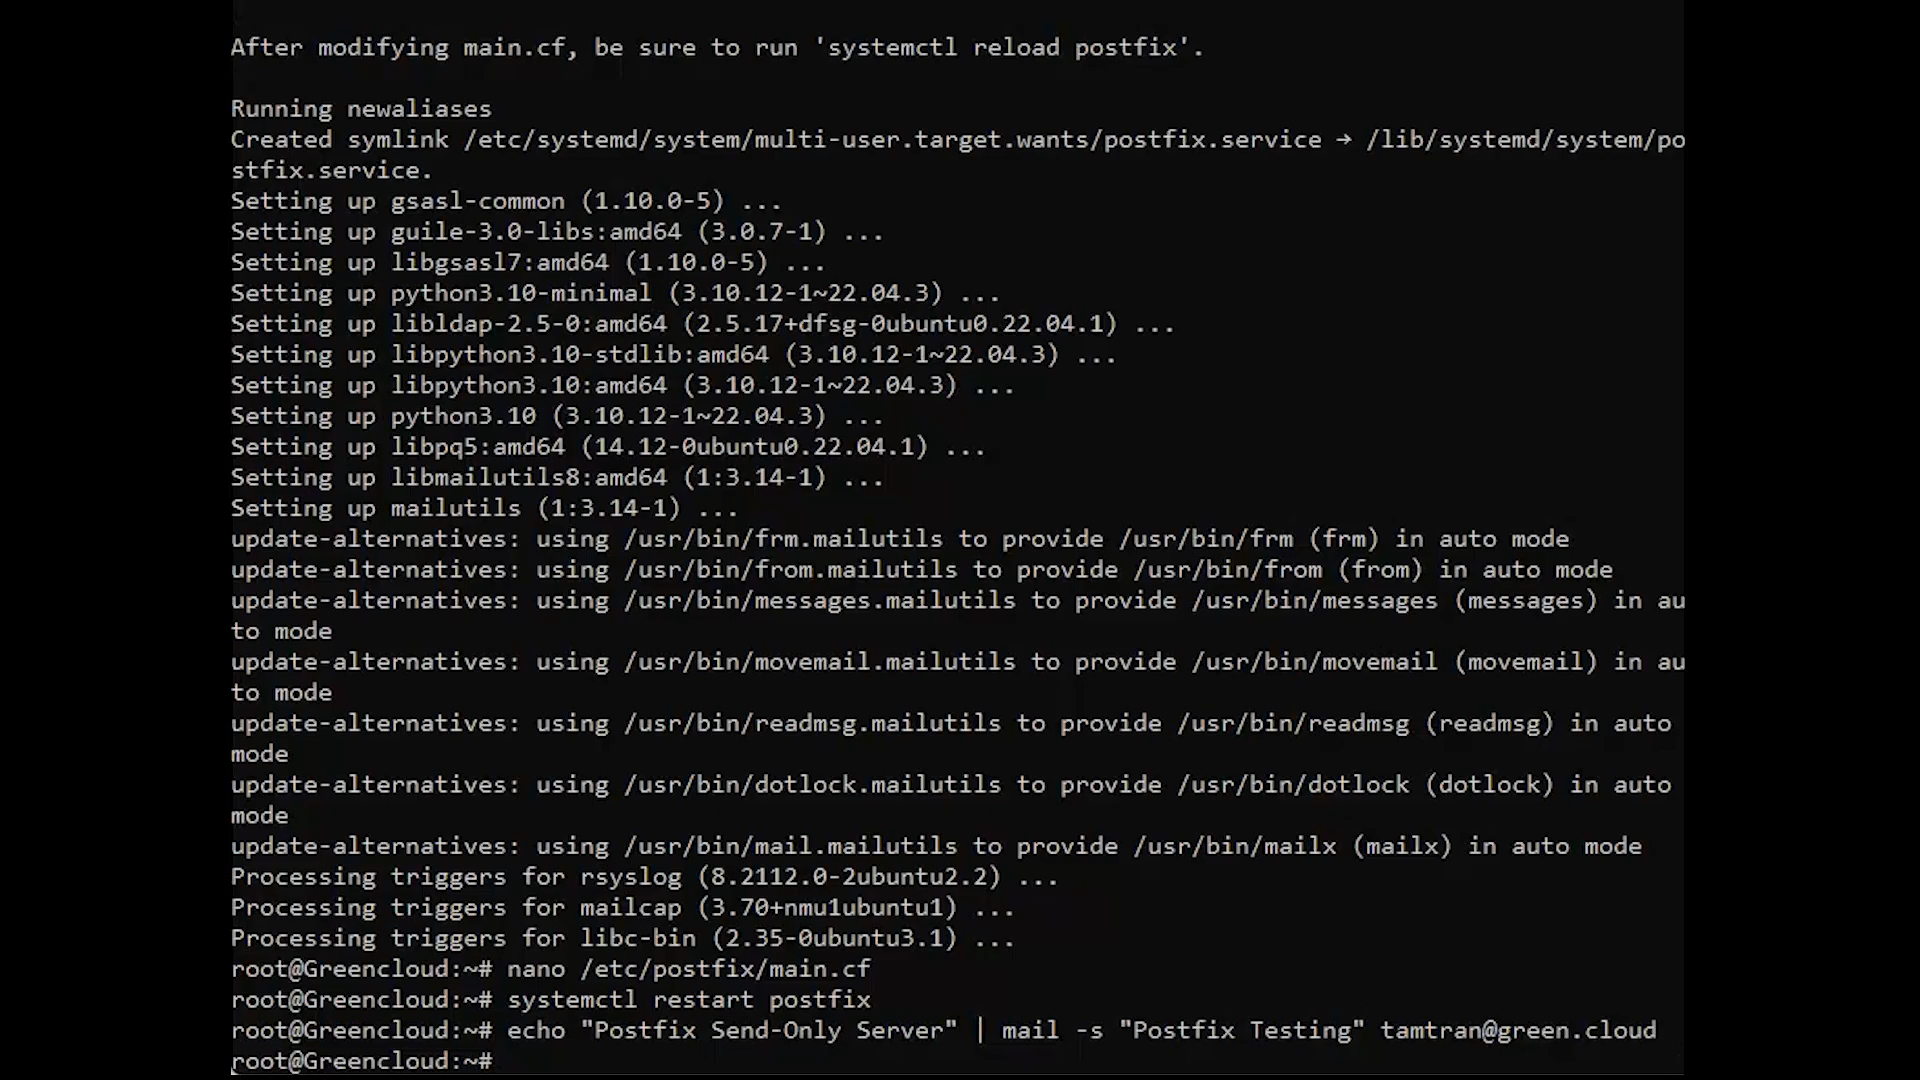 After modifying main.cf, be sure to run 'systemctl reload postfix'.
Running newaliases
Created symlink /etc/systemd/system/multi-user.target.wants/postfix.service → /lib/systemd/system/po
stfix.service.
Setting up gsasl-common (1.10.0-5) ...
Setting up guile-3.0-libs:amd64 (3.0.7-1) ...
Setting up libgsasl7:amd64 (1.10.0-5) ...
Setting up python3.10-minimal (3.10.12-1~22.04.3) ...
Setting up libldap-2.5-0:amd64 (2.5.17+dfsg-0ubuntu0.22.04.1) ...
Setting up libpython3.10-stdlib:amd64 (3.10.12-1~22.04.3) ...
Setting up libpython3.10:amd64 (3.10.12-1~22.04.3) ...
Setting up python3.10 (3.10.12-1~22.04.3) ...
Setting up libpq5:amd64 (14.12-0ubuntu0.22.04.1) ...
Setting up libmailutils8:amd64 (1:3.14-1) ...
Setting up mailutils (1:3.14-1) ...
update-alternatives: using /usr/bin/frm.mailutils to provide /usr/bin/frm (frm) in auto mode
update-alternatives: using /usr/bin/from.mailutils to provide /usr/bin/from (from) in auto mode
update-alternatives: using /usr/bin/messages.mailutils to provide /usr/bin/messages (messages) in au
to mode
update-alternatives: using /usr/bin/movemail.mailutils to provide /usr/bin/movemail (movemail) in au
to mode
update-alternatives: using /usr/bin/readmsg.mailutils to provide /usr/bin/readmsg (readmsg) in auto
mode
update-alternatives: using /usr/bin/dotlock.mailutils to provide /usr/bin/dotlock (dotlock) in auto
mode
update-alternatives: using /usr/bin/mail.mailutils to provide /usr/bin/mailx (mailx) in auto mode
Processing triggers for rsyslog (8.2112.0-2ubuntu2.2) ...
Processing triggers for mailcap (3.70+nmu1ubuntu1) ...
Processing triggers for libc-bin (2.35-0ubuntu3.1) ...
root@Greencloud:~# nano /etc/postfix/main.cf
root@Greencloud:~# systemctl restart postfix
root@Greencloud:~# echo "Postfix Send-Only Server" | mail -s "Postfix Testing" tamtran@green.cloud
root@Greencloud:~#